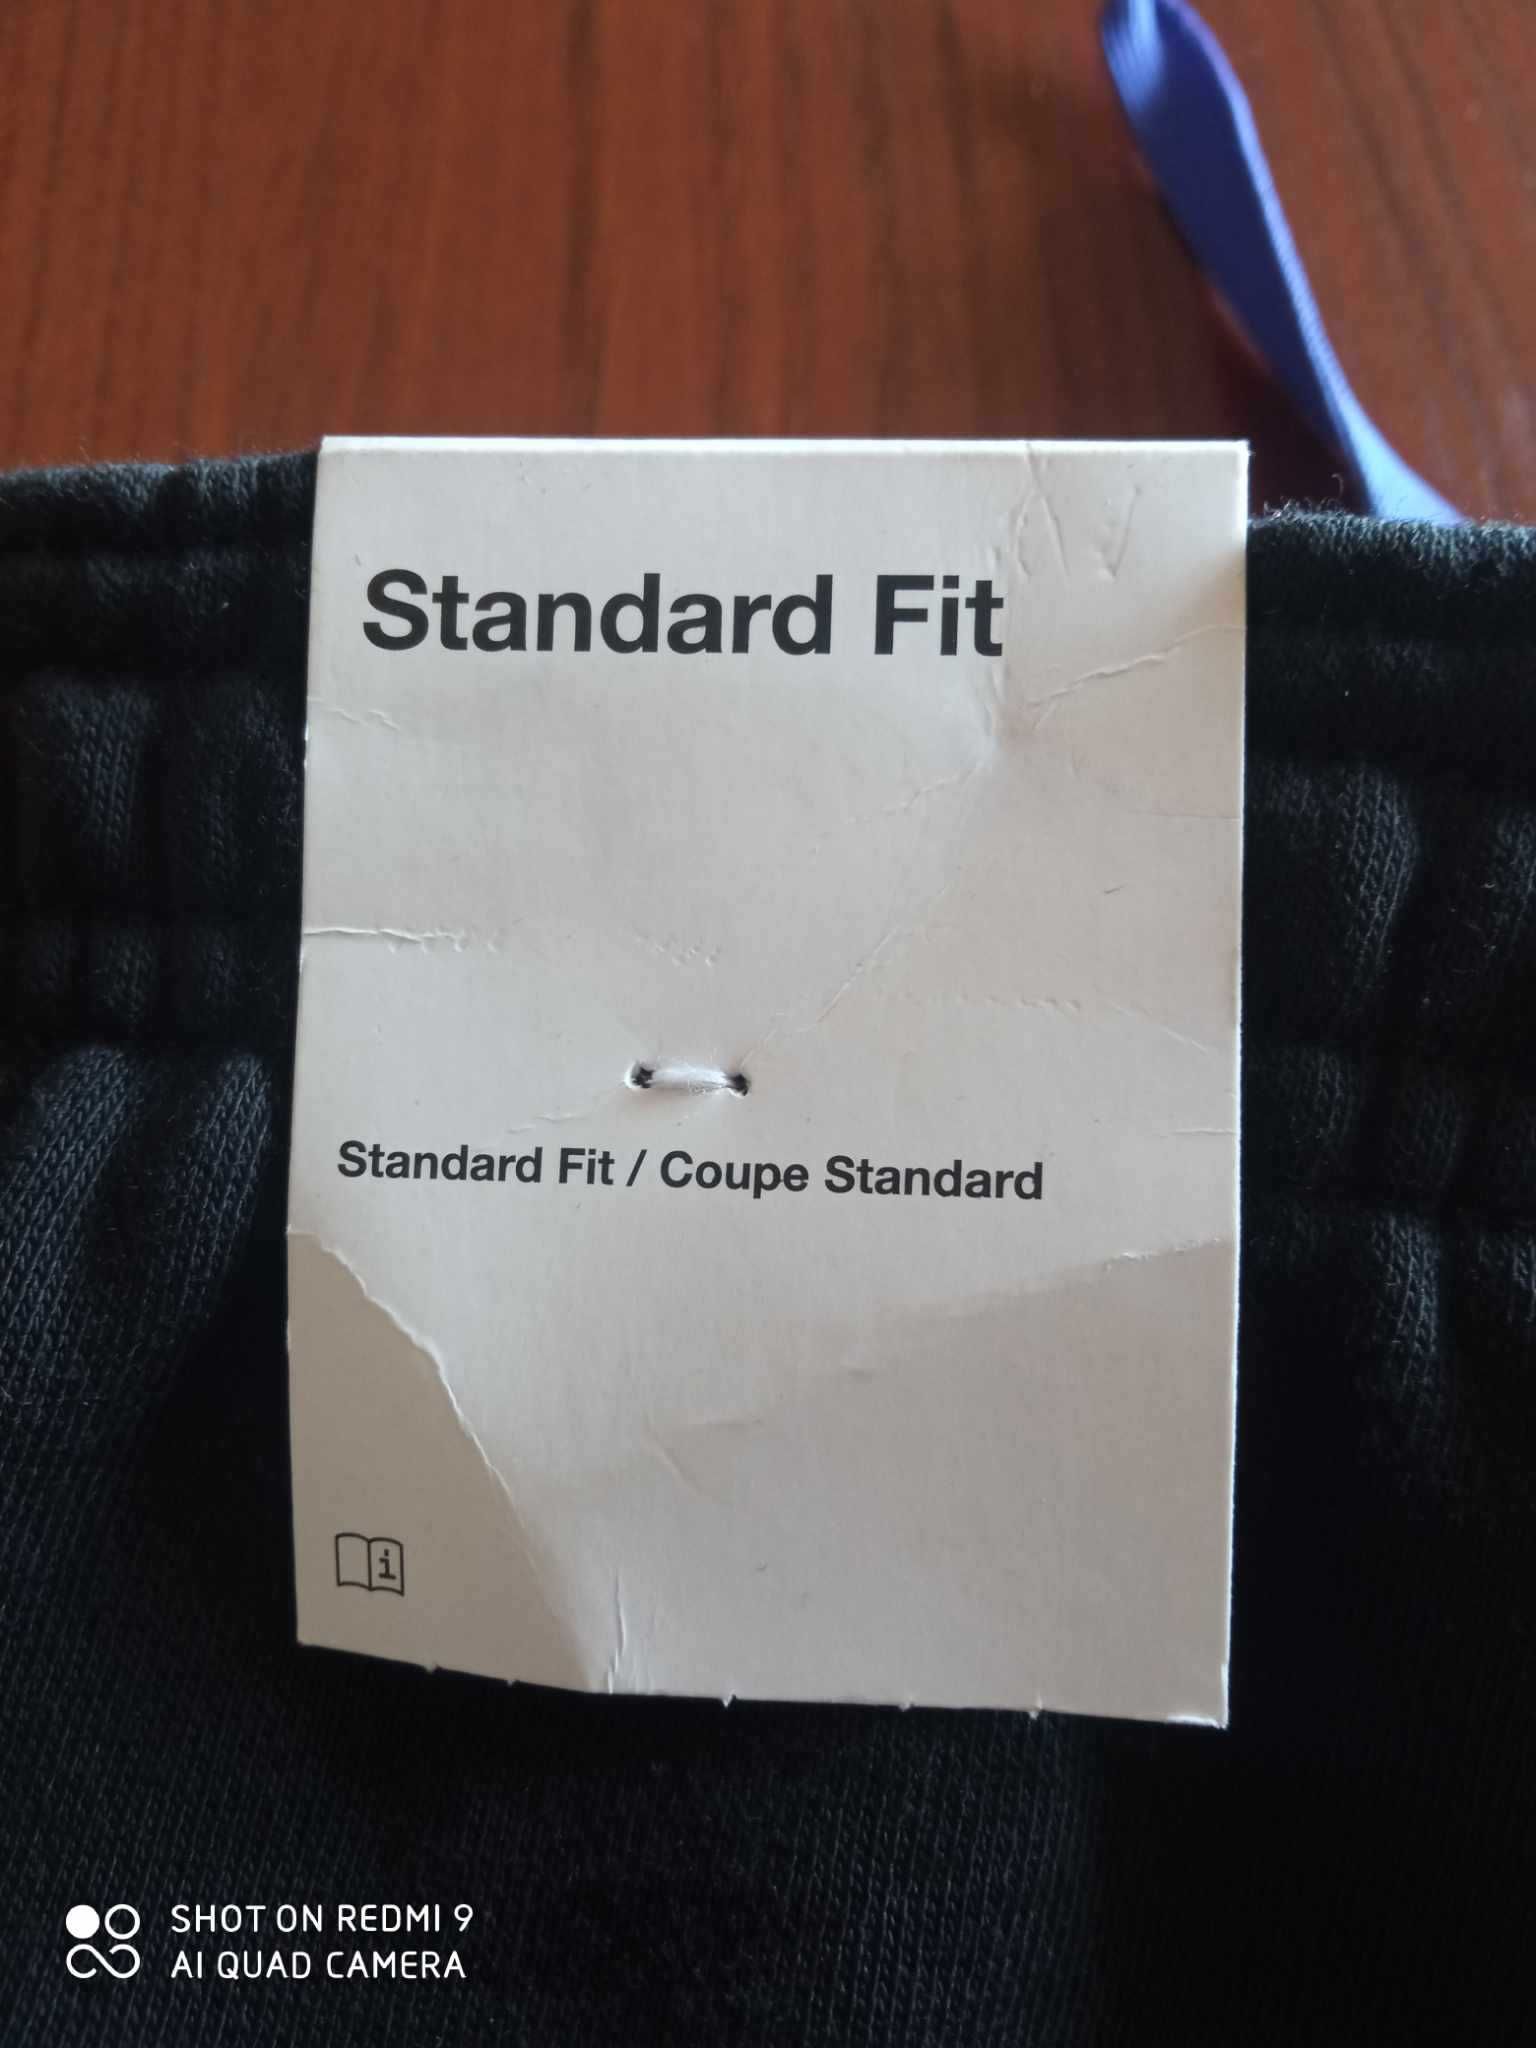 Standard Fit
Standard Fit / Coupe Standard
i
SHOT ON REDMI 9
AI QUAD CAMERA